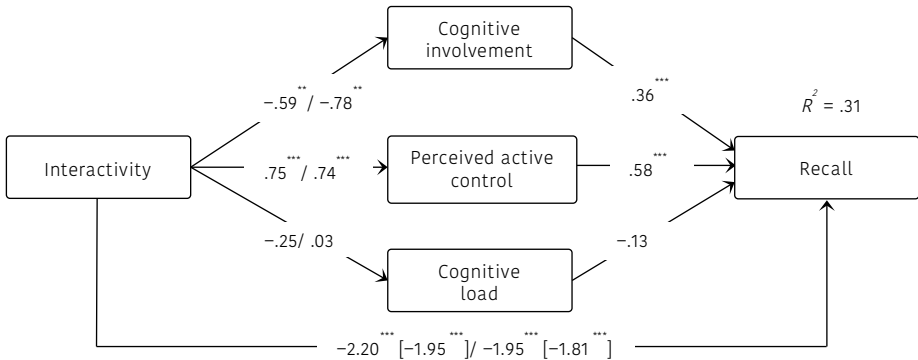 Cognitive
involvement
−.59** / −.78**
.36***
R² = .31
Interactivity
.75*** / .74***
Perceived active
control
.58***
Recall
−.25/ .03
−.13
Cognitive
load
−2.20*** [−1.95***]/ −1.95*** [−1.81***]